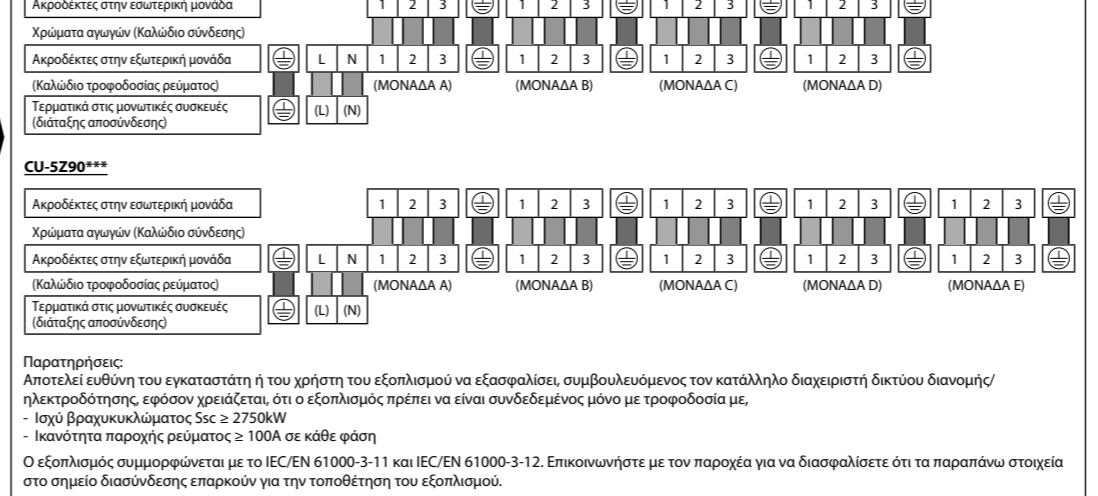 Ακροδέκτες στην εσωτερική μονάδα 1 2 3 1 2 3 1 2 3 1 2 3
Χρώματα αγωγών (Καλώδιο σύνδεσης)
Ακροδέκτες στην εξωτερική μονάδα L N 1 2 3 1 2 3 1 2 3 1 2 3
(Καλώδιο τροφοδοσίας ρεύματος) (ΜΟΝΑΔΑ A) (ΜΟΝΑΔΑ B) (ΜΟΝΑΔΑ C) (ΜΟΝΑΔΑ D)
Τερματικά στις μονωτικές συσκευές
(διάταξης αποσύνδεσης) (L) (N)
CU-5Z90***
Ακροδέκτες στην εσωτερική μονάδα 1 2 3 1 2 3 1 2 3 1 2 3 1 2 3
Χρώματα αγωγών (Καλώδιο σύνδεσης)
Ακροδέκτες στην εξωτερική μονάδα L N 1 2 3 1 2 3 1 2 3 1 2 3 1 2 3
(Καλώδιο τροφοδοσίας ρεύματος) (ΜΟΝΑΔΑ A) (ΜΟΝΑΔΑ B) (ΜΟΝΑΔΑ C) (ΜΟΝΑΔΑ D) (ΜΟΝΑΔΑ E)
Τερματικά στις μονωτικές συσκευές
(διάταξης αποσύνδεσης) (L) (N)
Παρατηρήσεις:
Αποτελεί ευθύνη του εγκαταστάτη ή του χρήστη του εξοπλισμού να εξασφαλίσει, συμβουλευόμενος τον κατάλληλο διαχειριστή δικτύου διανομής/
ηλεκτροδότησης, εφόσον χρειάζεται, ότι ο εξοπλισμός πρέπει να είναι συνδεδεμένος μόνο με τροφοδοσία με,
- Ισχύ βραχυκυκλώματος Ssc ≥ 2750kW
- Ικανότητα παροχής ρεύματος ≥ 100A σε κάθε φάση
Ο εξοπλισμός συμμορφώνεται με το IEC/EN 61000-3-11 και IEC/EN 61000-3-12. Επικοινωνήστε με τον παροχέα για να διασφαλίσετε ότι τα παραπάνω στοιχεία
στο σημείο διασύνδεσης επαρκούν για την τοποθέτηση του εξοπλισμού.